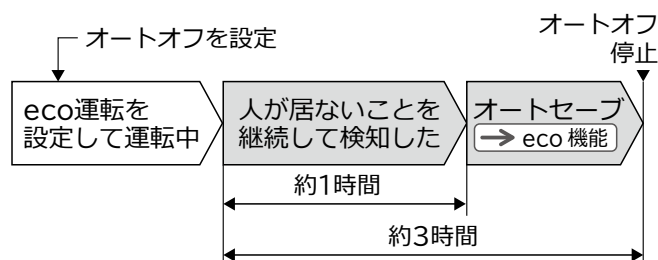 オートオフを設定
オートオフ
停止
eco運転を
設定して運転中
人が居ないことを
継続して検知した
オートセーブ
→ eco 機能
約1時間
約3時間